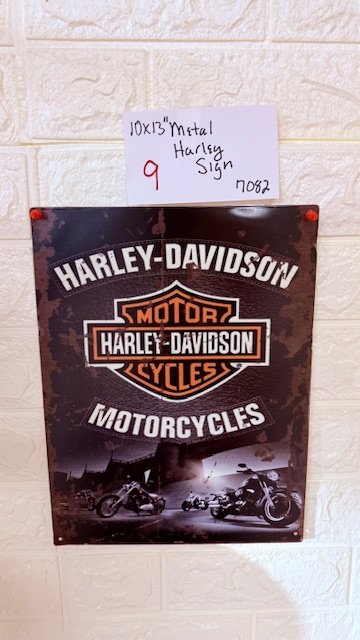 10x13" Metal
Harley
Sign
9
7082
HARLEY-DAVIDSON
MOTOR
HARLEY-DAVIDSON
CYCLES
®
MOTORCYCLES